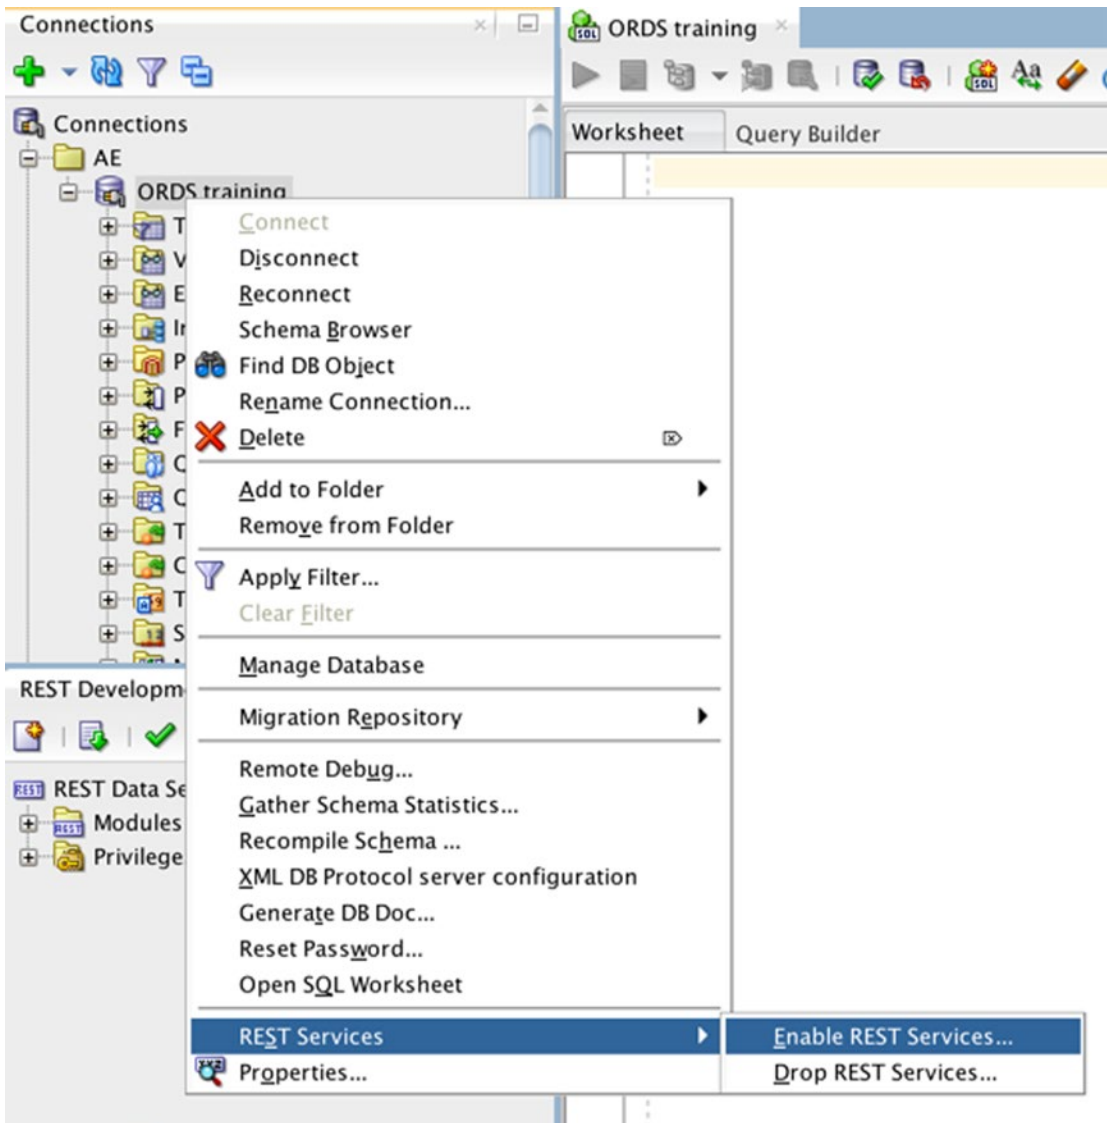 Connections
ORDS training
Worksheet
Query Builder
Connections
AE
ORDS training
T
V
E
P
P
F
T
T
S
Connect
Disconnect
Reconnect
Schema Browser
Find DB Object
Rename Connection...
Delete
Add to Folder
Remove from Folder
Apply Filter...
Clear Filter
Manage Database
Migration Repository
Remote Debug...
Gather Schema Statistics...
Recompile Schema ...
XML DB Protocol server configuration
Generate DB Doc...
Reset Password...
Open SQL Worksheet
REST Services
Properties...
Enable REST Services...
Drop REST Services...
REST Developm
REST Data Se
Modules
Privilege